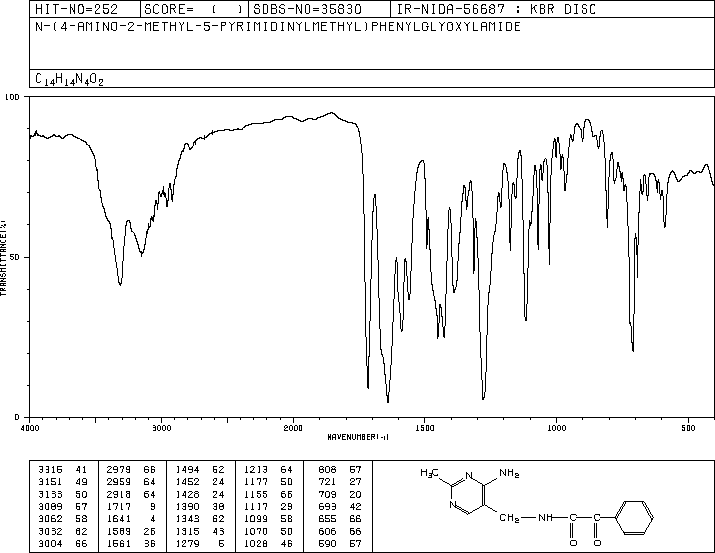 HIT-NO=252 SCORE= ( ) SDBS-NO=35830 IR-NIDA-56687 : KBR DISC
N-(4-AMINO-2-METHYL-5-PYRIMIDINYLMETHYL)PHENYLGLYOXYLAMIDE
C14H14N4O2
100
TRANSMITTANCE(%)
50
0
4000 3000 2000 1500 1000 500
WAVENUMBER(-1)
3315 41 2979 66 1494 52 1213 64 808 57
3151 49 2959 64 1452 24 1177 50 721 27
3133 50 2918 64 1428 24 1155 66 709 20
3089 57 1717 9 1390 38 1117 29 693 42
3062 58 1641 4 1343 62 1099 58 655 66
3032 62 1589 26 1315 43 1070 50 606 66
3004 66 1561 36 1279 5 1028 46 590 57
H3C N NH2
N
CH2 NH C C
O O